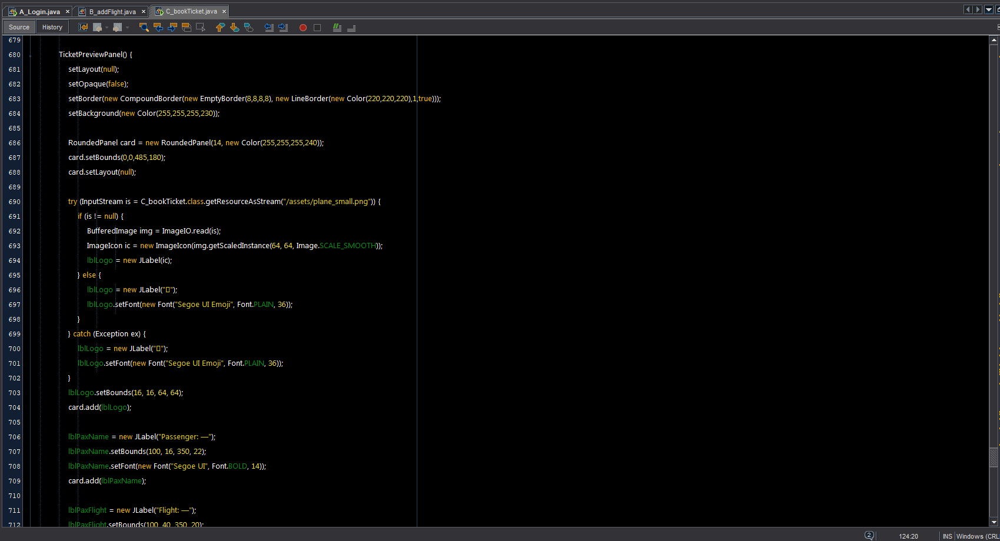 A_Login.java × B_addFlight.java × C_bookTicket.java ×
Source History
679
680 TicketPreviewPanel() {
681 setLayout(null);
682 setOpaque(false);
683 setBorder(new CompoundBorder(new EmptyBorder(8,8,8,8), new LineBorder(new Color(220,220,220),1,true)));
684 setBackground(new Color(255,255,255,230));
685
686 RoundedPanel card = new RoundedPanel(14, new Color(255,255,255,240));
687 card.setBounds(0,0,485,180);
688 card.setLayout(null);
689
690 try (InputStream is = C_bookTicket.class.getResourceAsStream("/assets/plane_small.png")) {
691 if (is != null) {
692 BufferedImage img = ImageIO.read(is);
693 ImageIcon ic = new ImageIcon(img.getScaledInstance(64, 64, Image.SCALE_SMOOTH));
694 lblLogo = new JLabel(ic);
695 } else {
696 lblLogo = new JLabel("▯");
697 lblLogo.setFont(new Font("Segoe UI Emoji", Font.PLAIN, 36));
698 }
699 } catch (Exception ex) {
700 lblLogo = new JLabel("▯");
701 lblLogo.setFont(new Font("Segoe UI Emoji", Font.PLAIN, 36));
702 }
703 lblLogo.setBounds(16, 16, 64, 64);
704 card.add(lblLogo);
705
706 lblPaxName = new JLabel("Passenger: —");
707 lblPaxName.setBounds(100, 16, 350, 22);
708 lblPaxName.setFont(new Font("Segoe UI", Font.BOLD, 14));
709 card.add(lblPaxName);
710
711 lblPaxFlight = new JLabel("Flight: —");
712 lblPaxFlight.setBounds(100, 40, 350, 20);
2 124:20 INS Windows (CRL